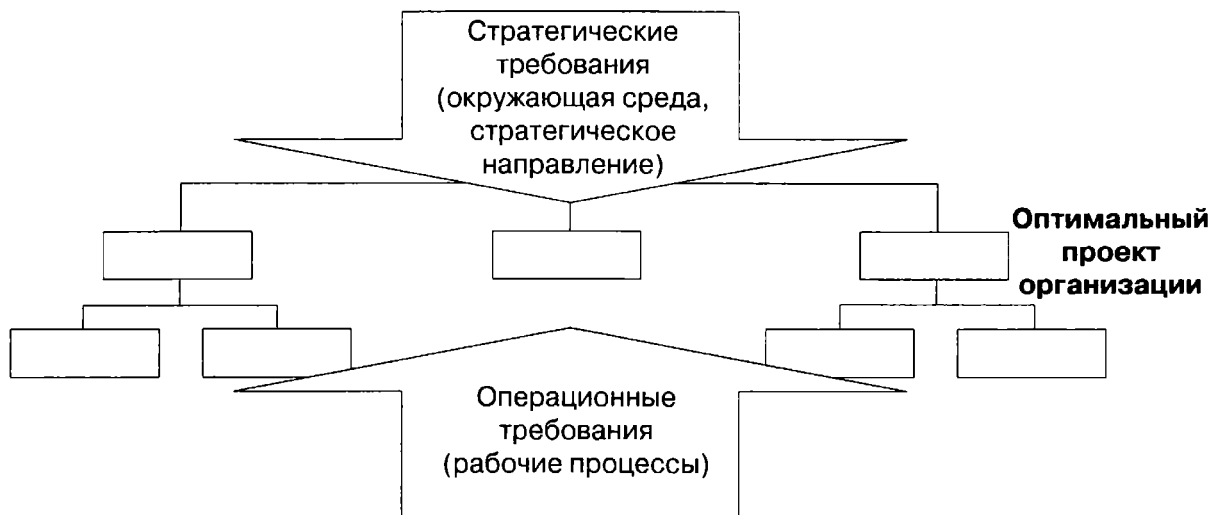 Стратегические
требования
(окружающая среда,
стратегическое
направление)
Оптимальный
проект
организации
Операционные
требования
(рабочие процессы)